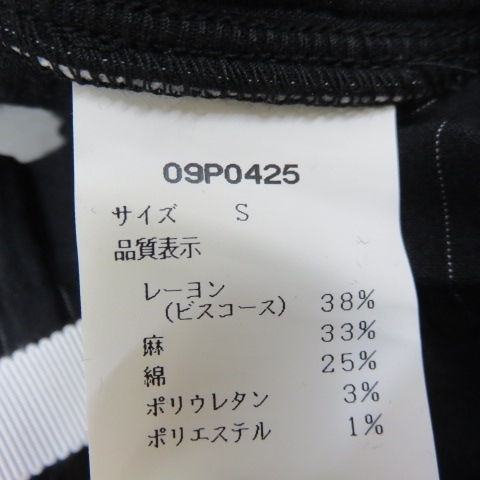 09P0425
サイズ S
品質表示
レーヨン
(ビスコース) 38%
麻 33%
綿 25%
ポリウレタン 3%
ポリエステル 1%